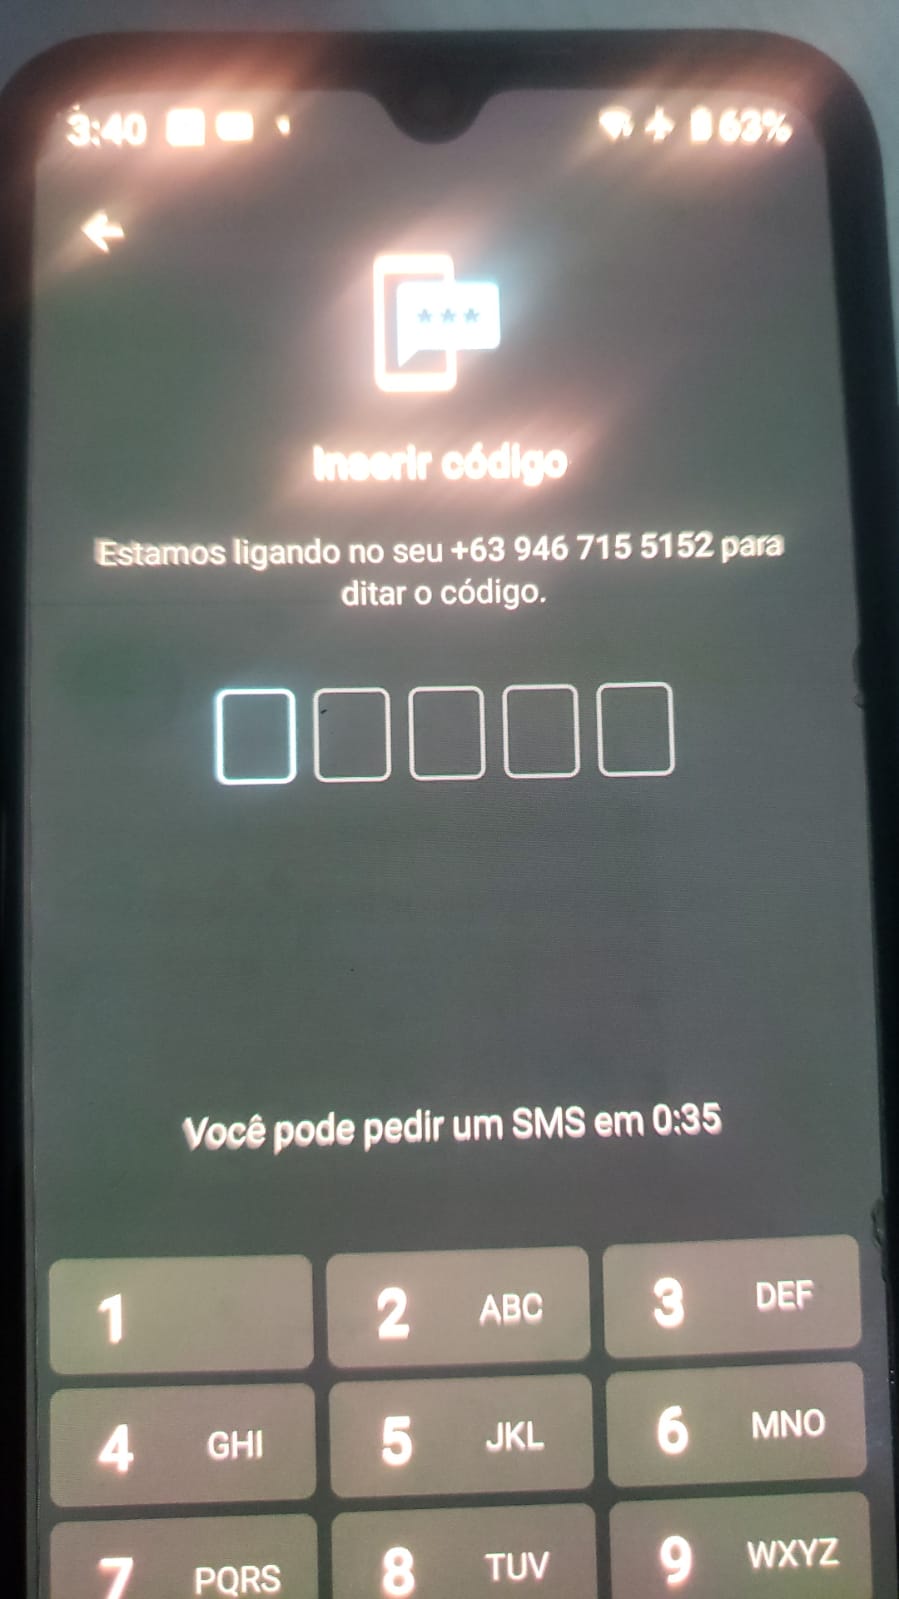 3:40
63%
***
Inserir código
Estamos ligando no seu +63 946 715 5152 para
ditar o código.
Você pode pedir um SMS em 0:35
1
2 ABC
3 DEF
4 GHI
5 JKL
6 MNO
7 PQRS
8 TUV
9 WXYZ